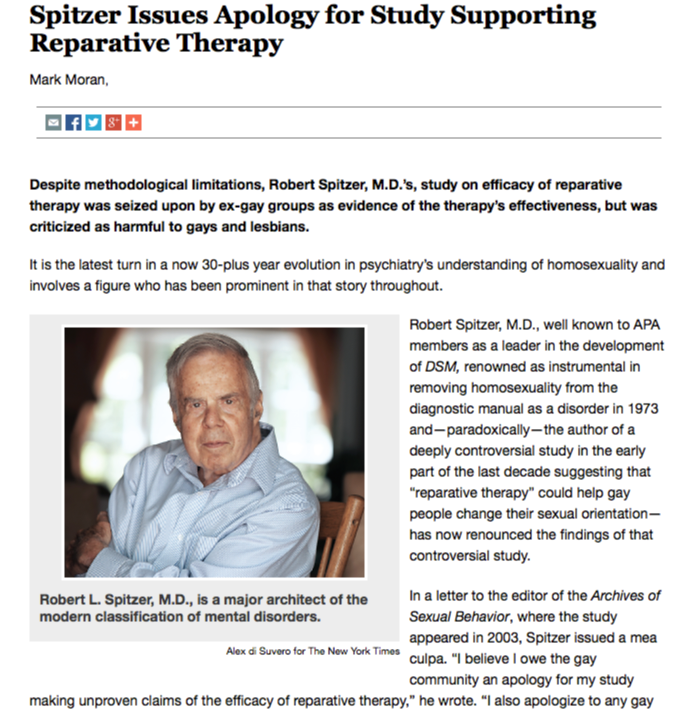 Spitzer Issues Apology for Study Supporting
Reparative Therapy
Mark Moran,
Despite methodological limitations, Robert Spitzer, M.D.'s, study on efficacy of reparative
therapy was seized upon by ex-gay groups as evidence of the therapy's effectiveness, but was
criticized as harmful to gays and lesbians.
It is the latest turn in a now 30-plus year evolution in psychiatry's understanding of homosexuality and
involves a figure who has been prominent in that story throughout.
Robert L. Spitzer, M.D., is a major architect of the
modern classification of mental disorders.
Alex di Suvero for The New York Times
Robert Spitzer, M.D., well known to APA
members as a leader in the development
of DSM, renowned as instrumental in
removing homosexuality from the
diagnostic manual as a disorder in 1973
and—paradoxically—the author of a
deeply controversial study in the early
part of the last decade suggesting that
"reparative therapy" could help gay
people change their sexual orientation—
has now renounced the findings of that
controversial study.
In a letter to the editor of the Archives of
Sexual Behavior, where the study
appeared in 2003, Spitzer issued a mea
culpa. "I believe I owe the gay
community an apology for my study
making unproven claims of the efficacy of reparative therapy," he wrote. "I also apologize to any gay